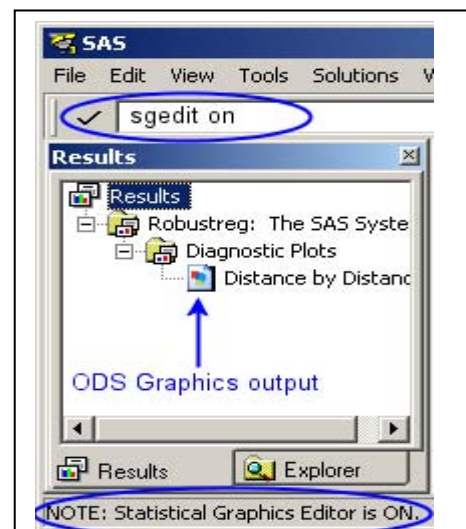 SAS
File Edit View Tools Solutions
sgedit on
Results
Results
Robustreg: The SAS Syste
Diagnostic Plots
Distance by Distanc
ODS Graphics output
Results Explorer
NOTE: Statistical Graphics Editor is ON.